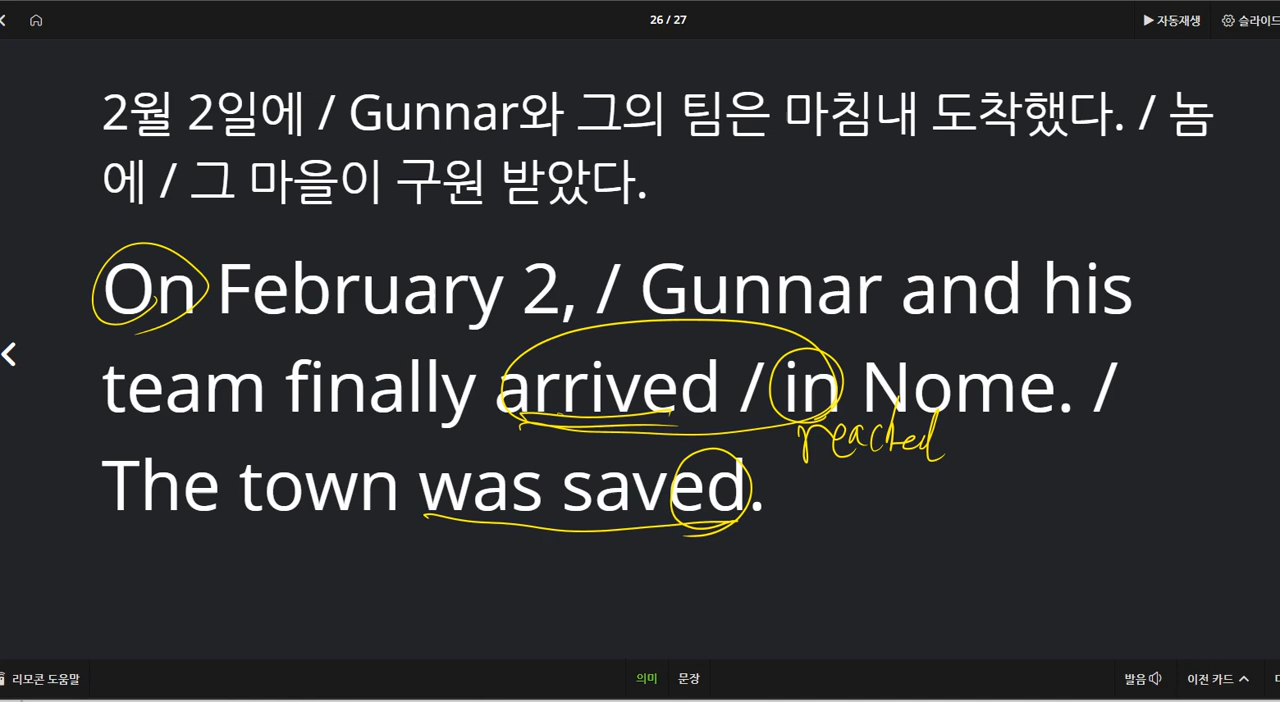 26 / 27
▶ 자동재생
슬라이드
2월 2일에 / Gunnar와 그의 팀은 마침내 도착했다. / 놈
에 / 그 마을이 구원 받았다.
On February 2, / Gunnar and his
team finally arrived / in Nome. /
reached
The town was saved.
리모콘 도움말
의미
문장
발음
이전 카드